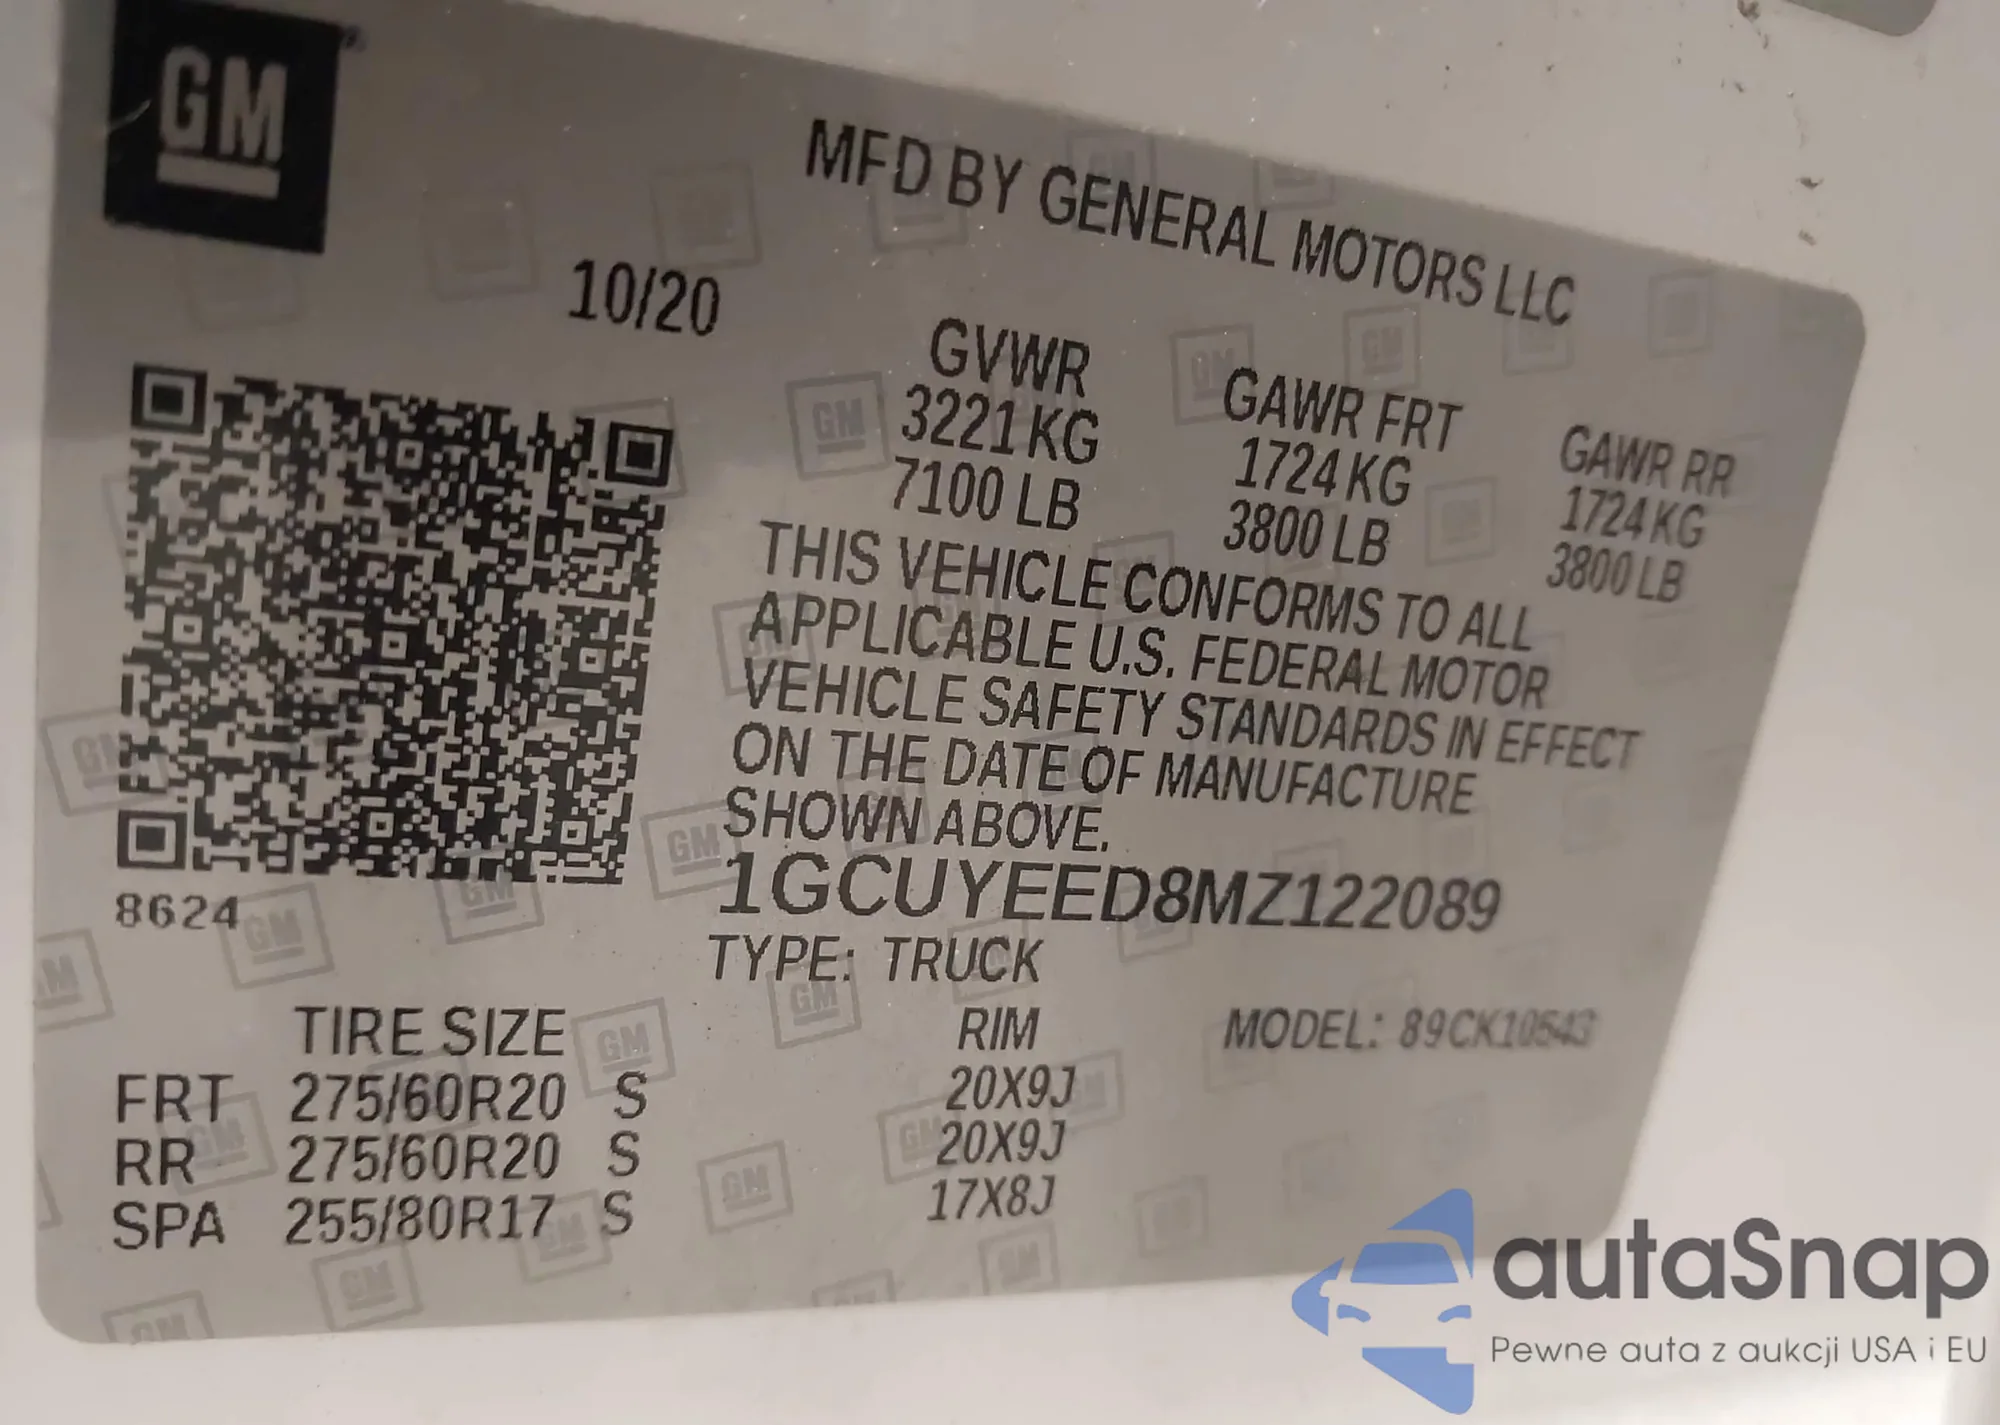 GM
MFD BY GENERAL MOTORS LLC
10/20
GVWR GAWR FRT GAWR RR
3221 KG 1724 KG 1724 KG
7100 LB 3800 LB 3800 LB
THIS VEHICLE CONFORMS TO ALL
APPLICABLE U.S. FEDERAL MOTOR
VEHICLE SAFETY STANDARDS IN EFFECT
ON THE DATE OF MANUFACTURE
SHOWN ABOVE.
1GCUYEED8MZ122089
8624
TYPE: TRUCK
TIRE SIZE RIM MODEL: 89CK10543
FRT 275/60R20 S 20X9J
RR 275/60R20 S 20X9J
SPA 255/80R17 S 17X8J
autaSnap
Pewne auta z aukcji USA i EU